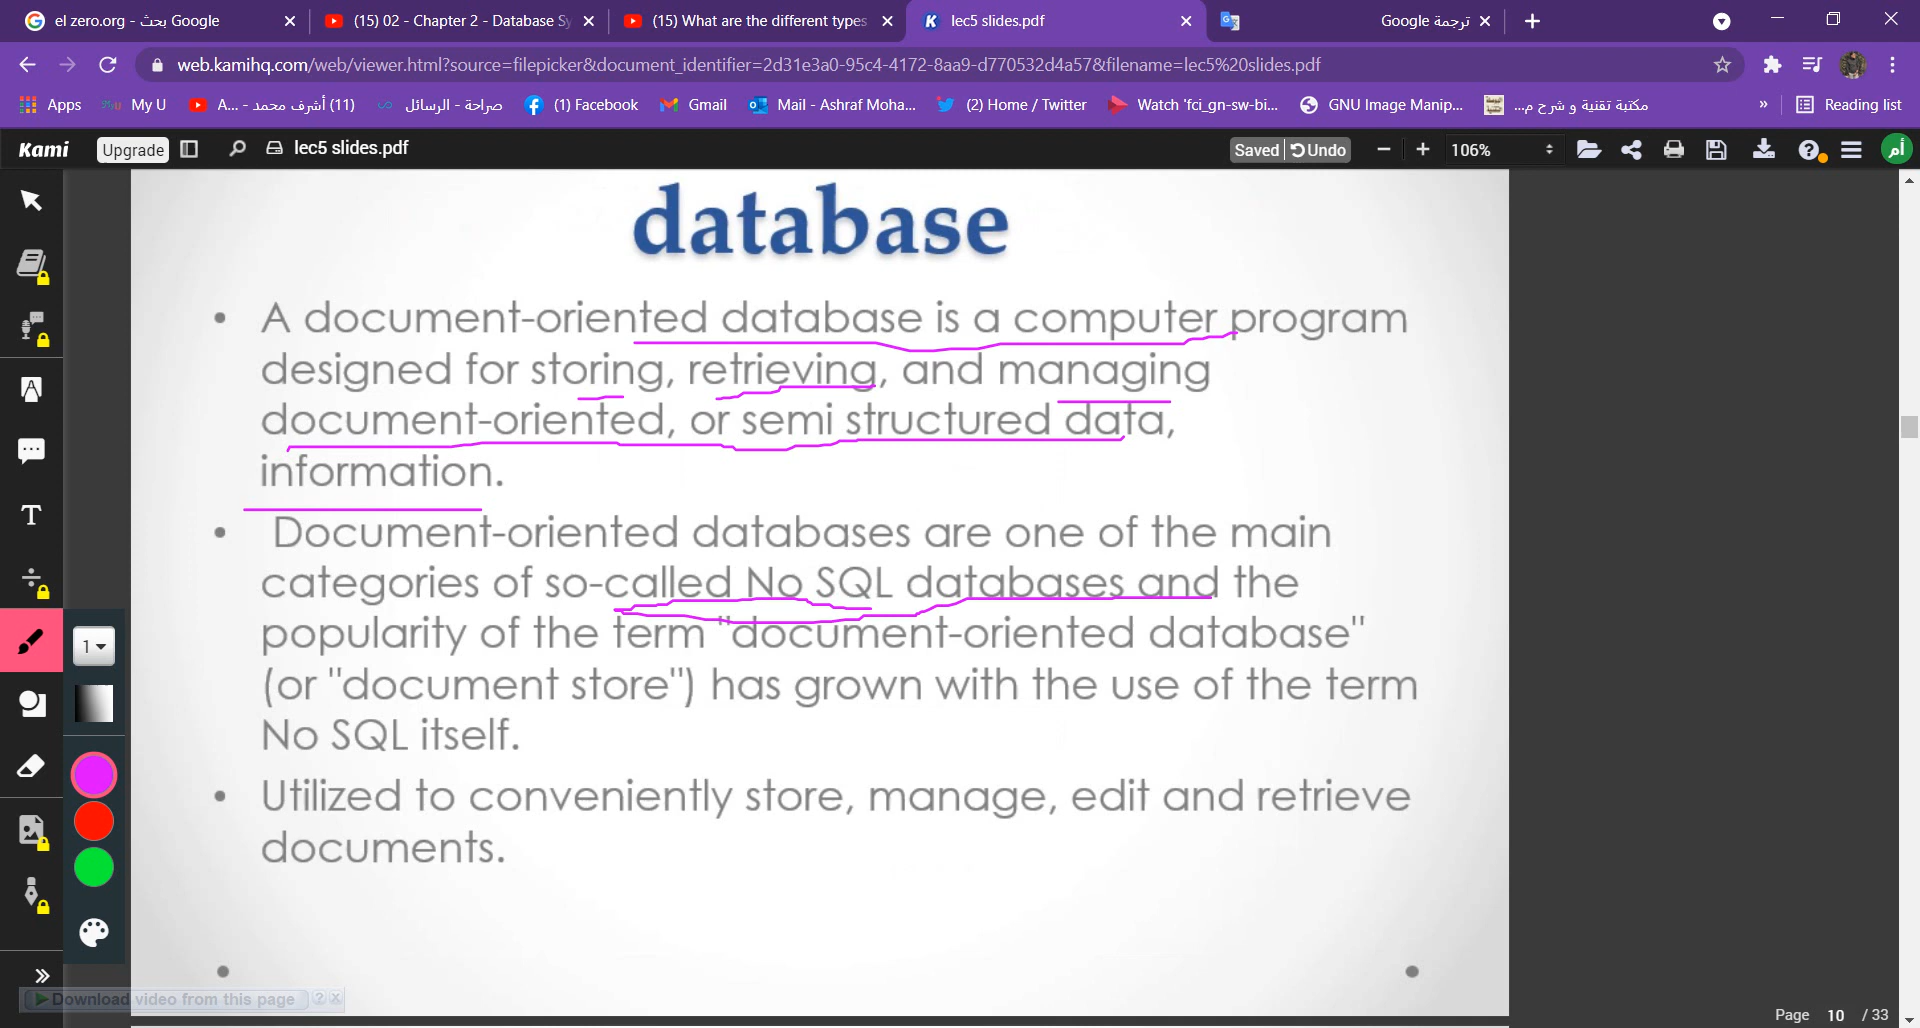 el zero.org - بحث Google
(15) 02 - Chapter 2 - Database Sy
(15) What are the different types
lec5 slides.pdf
ترجمة Google
web.kamihq.com/web/viewer.html?source=filepicker&document_identifier=2d31e3a0-95c4-4172-8aa9-d770532d4a57&filename=lec5%20slides.pdf
Apps
My U
(11) أشرف محمد - ...A
صراحة - الرسائل
(1) Facebook
Gmail
Mail - Ashraf Moha...
(2) Home / Twitter
Watch 'fci_gn-sw-bi...
GNU Image Manip...
مكتبة تقنية و شرح م...
»
Reading list
Kami
Upgrade
lec5 slides.pdf
Saved
Undo
106%
أم
database
• A document-oriented database is a computer program
designed for storing, retrieving, and managing
document-oriented, or semi structured data,
information.
• Document-oriented databases are one of the main
categories of so-called No SQL databases and the
popularity of the term "document-oriented database"
(or "document store") has grown with the use of the term
No SQL itself.
• Utilized to conveniently store, manage, edit and retrieve
documents.
1
Download video from this page
Page 10 / 33